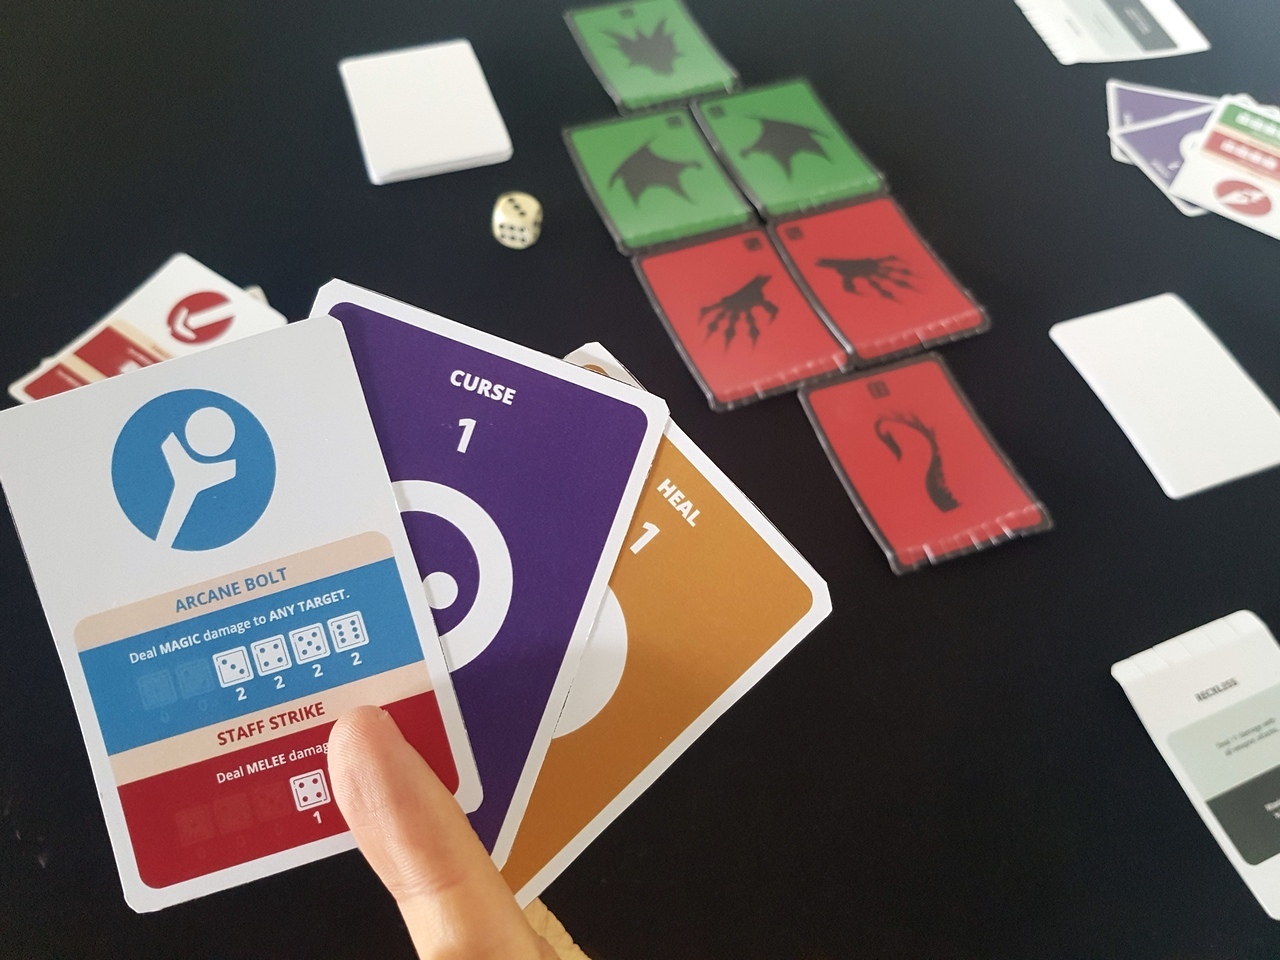 CURSE
1
HEAL
1
ARCANE BOLT
Deal MAGIC damage to ANY TARGET.
2 2 2 2
STAFF STRIKE
Deal MELEE
1
RECKLESS